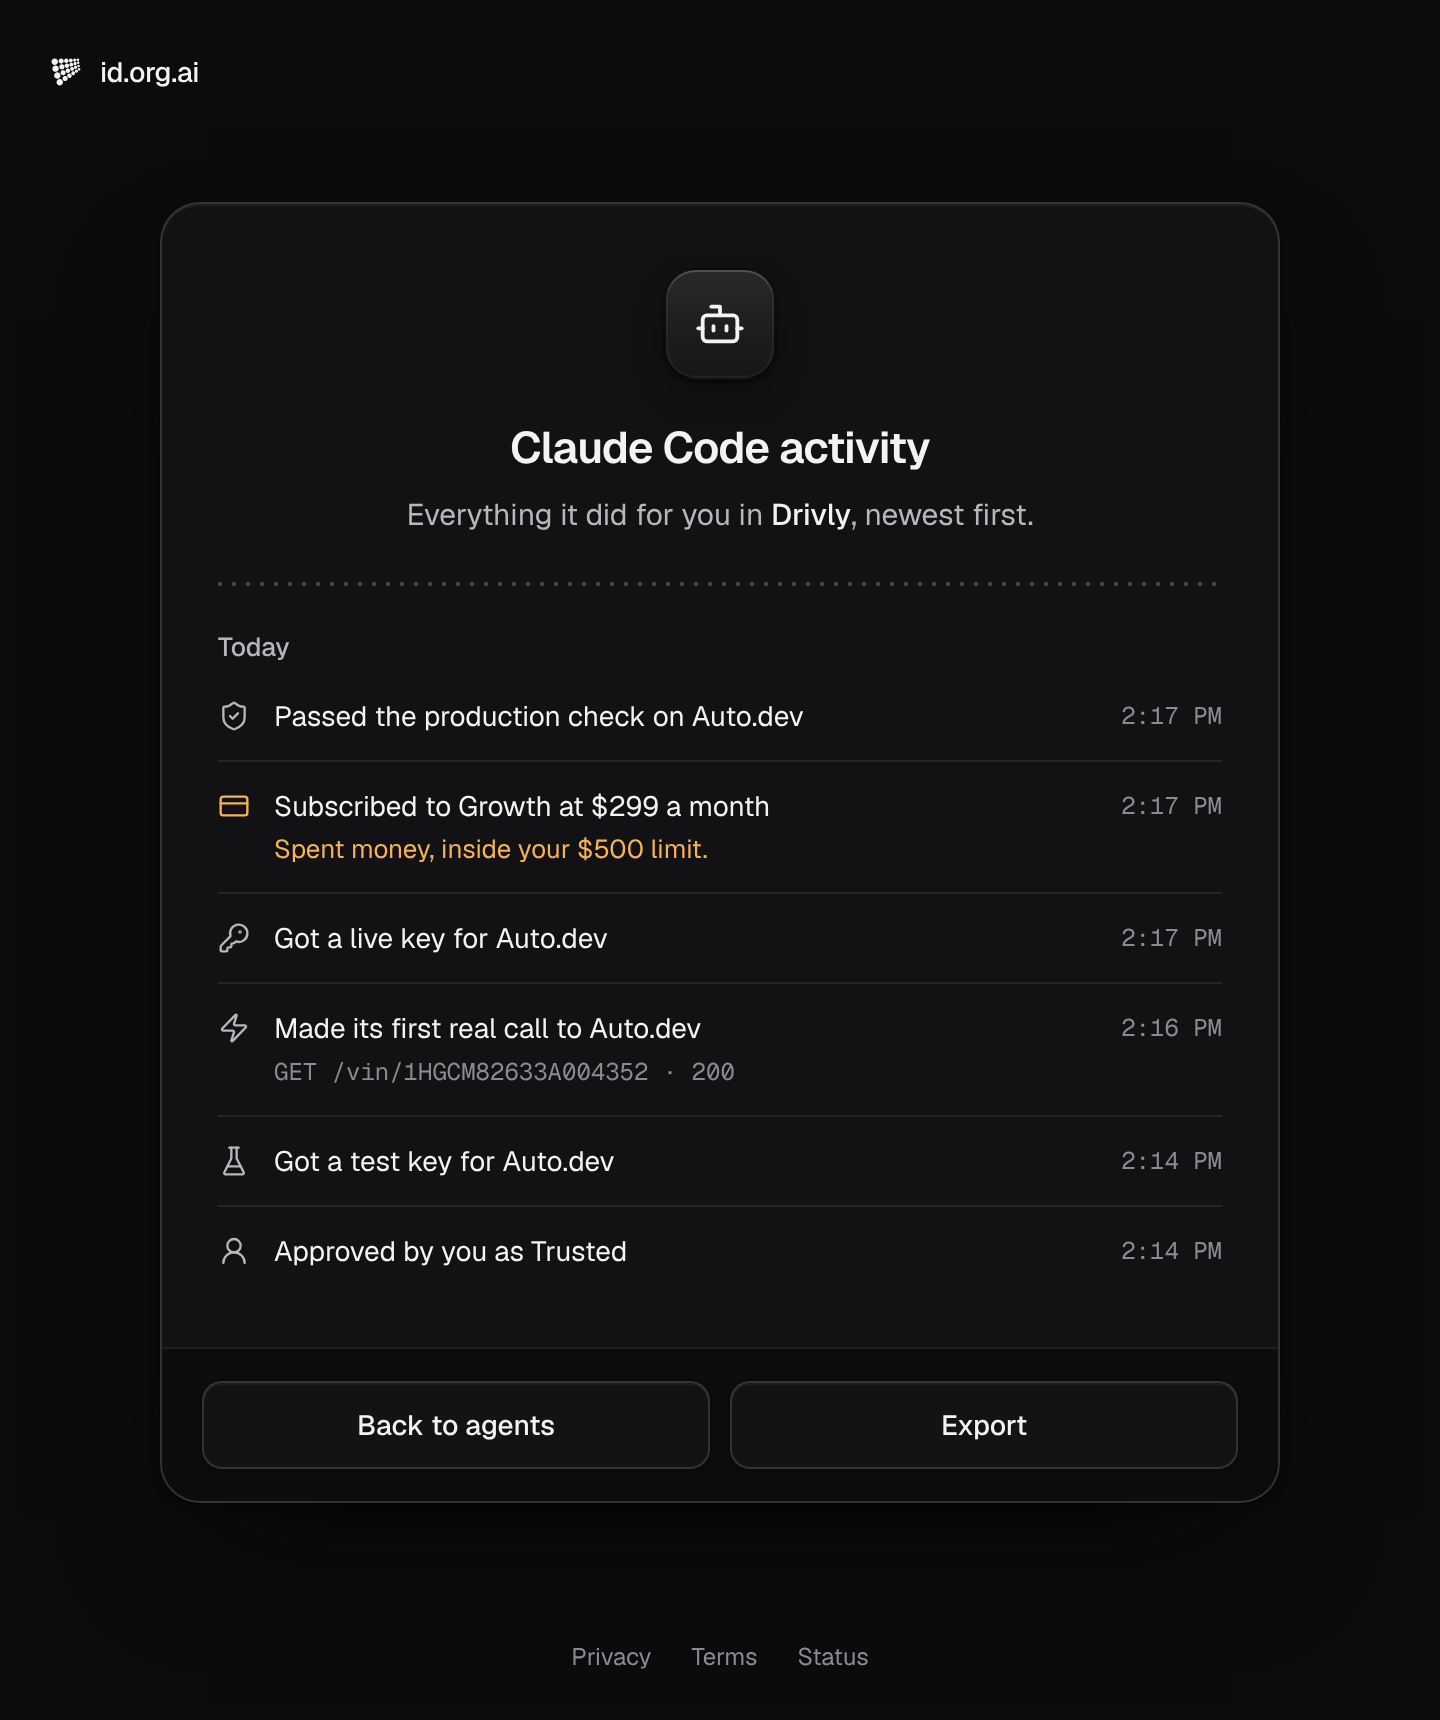 id.org.ai
Claude Code activity
Everything it did for you in Drivly, newest first.
Today
Passed the production check on Auto.dev 2:17 PM
Subscribed to Growth at $299 a month 2:17 PM
Spent money, inside your $500 limit.
Got a live key for Auto.dev 2:17 PM
Made its first real call to Auto.dev 2:16 PM
GET /vin/1HGCM82633A004352 · 200
Got a test key for Auto.dev 2:14 PM
Approved by you as Trusted 2:14 PM
Back to agents Export
Privacy Terms Status